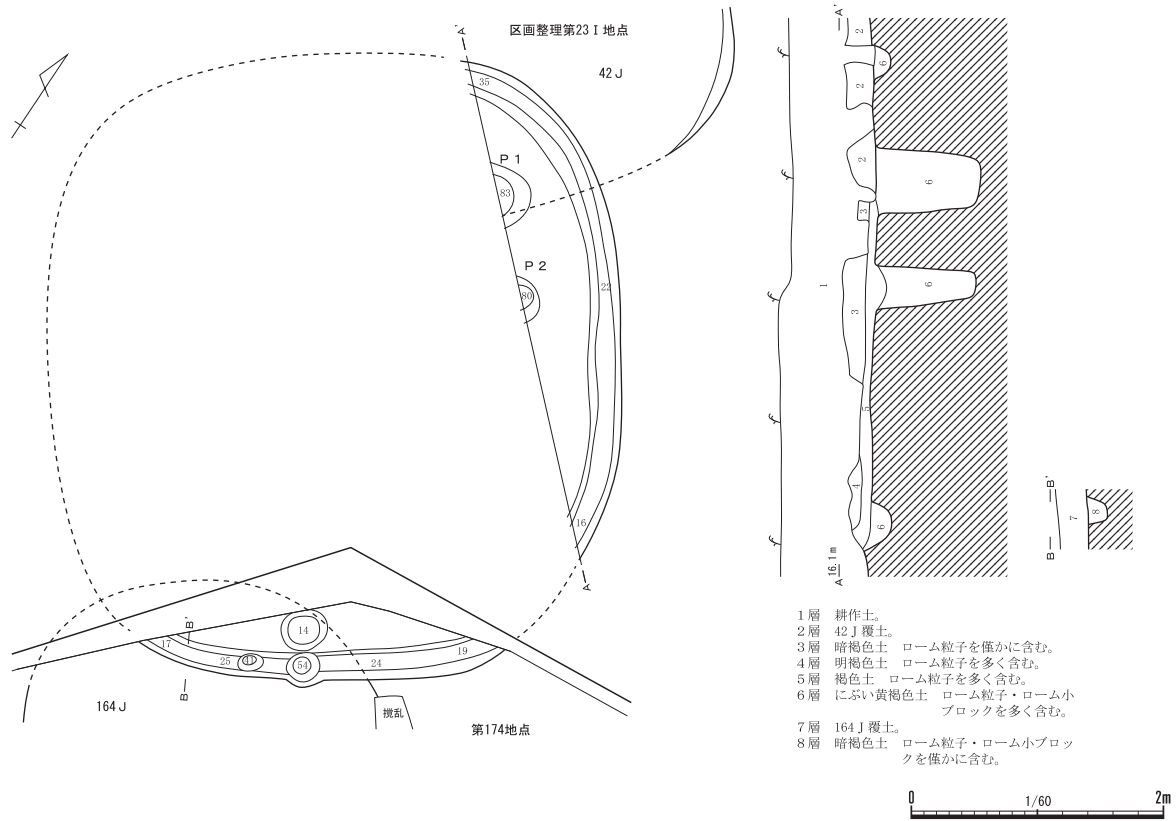 区画整理第23Ⅰ地点
42J
A'
35
P 1
83
P 2
80
22
16
A
14
17
B'
25
41
54
24
19
B
164J
攪乱
第174地点
A'
2
6
2
2
6
3
1
6
3
5
4
6
A 16.1m
B'
7
8
B
1層 耕作土。
2層 42J覆土。
3層 暗褐色土 ローム粒子を僅かに含む。
4層 明褐色土 ローム粒子を多く含む。
5層 褐色土 ローム粒子を多く含む。
6層 にぶい黄褐色土 ローム粒子・ローム小
ブロックを多く含む。
7層 164J覆土。
8層 暗褐色土 ローム粒子・ローム小ブロッ
クを僅かに含む。
0 1/60 2m